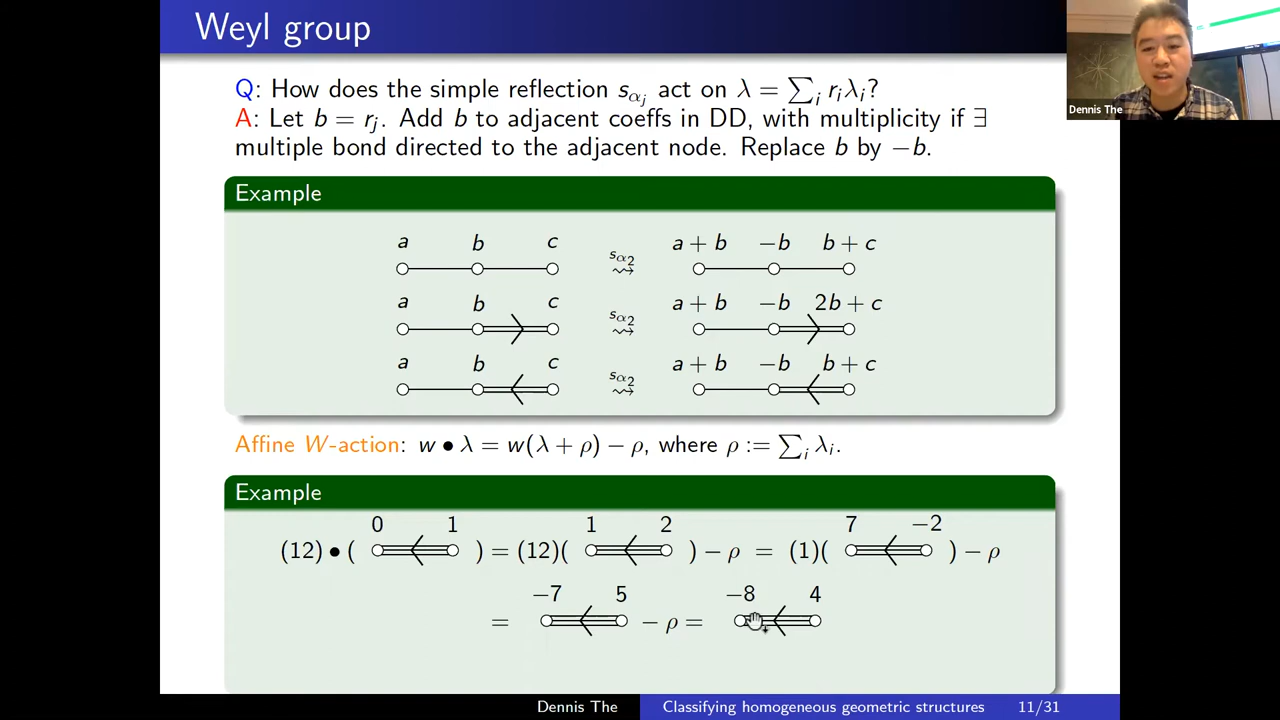 Weyl group
Dennis The
Q: How does the simple reflection s_{α_j} act on λ = ∑_i r_iλ_i?
A: Let b = r_j. Add b to adjacent coeffs in DD, with multiplicity if ∃
multiple bond directed to the adjacent node. Replace b by −b.
Example
a b c a + b −b b + c
s_{α_2}
⇝
a b c a + b −b 2b + c
s_{α_2}
⇝
a b c a + b −b b + c
s_{α_2}
⇝
Affine W-action: w • λ = w(λ + ρ) − ρ, where ρ := ∑_i λ_i.
Example
0 1 1 2 7 −2
(12) • ( ) = (12)( ) − ρ = (1)( ) − ρ
−7 5 −8 4
= − ρ =
Dennis The Classifying homogeneous geometric structures 11/31